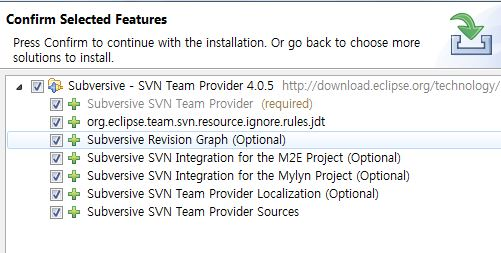 Confirm Selected Features
Press Confirm to continue with the installation. Or go back to choose more
solutions to install.
Subversive - SVN Team Provider 4.0.5 http://download.eclipse.org/technology/
Subversive SVN Team Provider (required)
org.eclipse.team.svn.resource.ignore.rules.jdt
Subversive Revision Graph (Optional)
Subversive SVN Integration for the M2E Project (Optional)
Subversive SVN Integration for the Mylyn Project (Optional)
Subversive SVN Team Provider Localization (Optional)
Subversive SVN Team Provider Sources